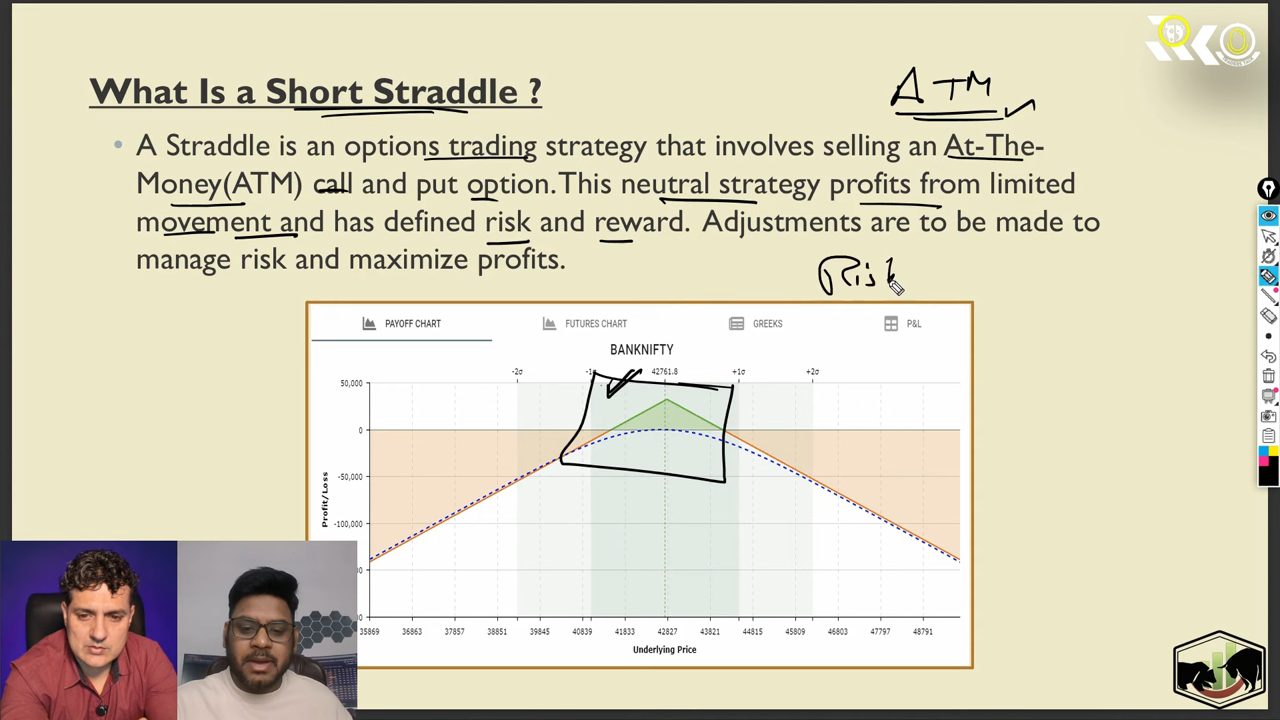 What Is a Short Straddle ?
ATM
• A Straddle is an options trading strategy that involves selling an At-The-
Money(ATM) call and put option. This neutral strategy profits from limited
movement and has defined risk and reward. Adjustments are to be made to
manage risk and maximize profits.
Risk
PAYOFF CHART FUTURES CHART GREEKS P&L
BANKNIFTY
-2σ 42761.8 +1σ +2σ
50,000
0
-50,000
-100,000
Profit/Loss
35869 36863 37857 38851 39845 40839 41833 42827 43821 44815 45809 46803 47797 48791
Underlying Price